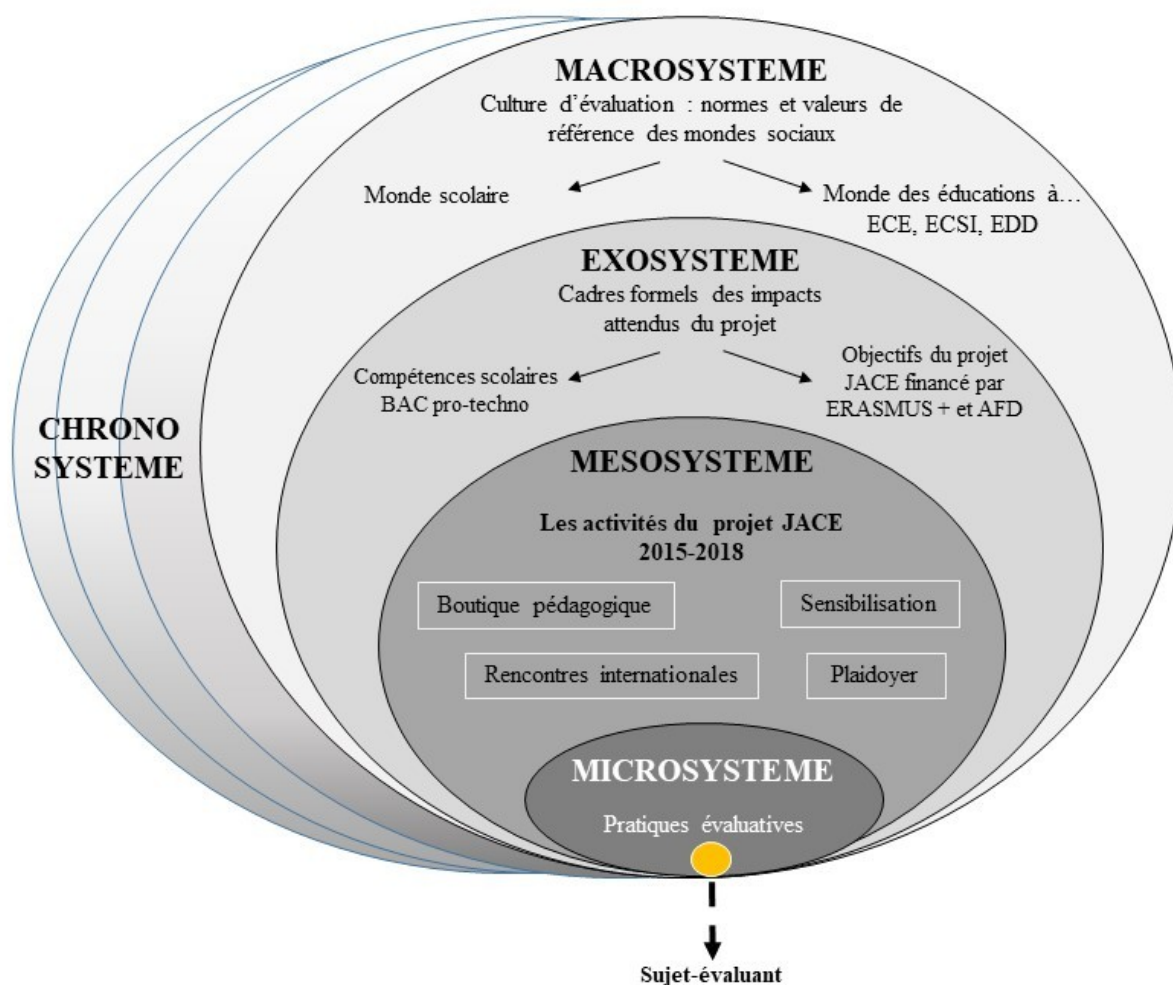 MACROSYSTEME
Culture d’évaluation : normes et valeurs de
référence des mondes sociaux
Monde scolaire
Monde des éducations à…
ECE, ECSI, EDD
EXOSYSTEME
Cadres formels des impacts
attendus du projet
Compétences scolaires
BAC pro-techno
Objectifs du projet
JACE financé par
ERASMUS + et AFD
CHRONO
SYSTEME
MESOSYSTEME
Les activités du projet JACE
2015-2018
Boutique pédagogique
Sensibilisation
Rencontres internationales
Plaidoyer
MICROSYSTEME
Pratiques évaluatives
Sujet-évaluant